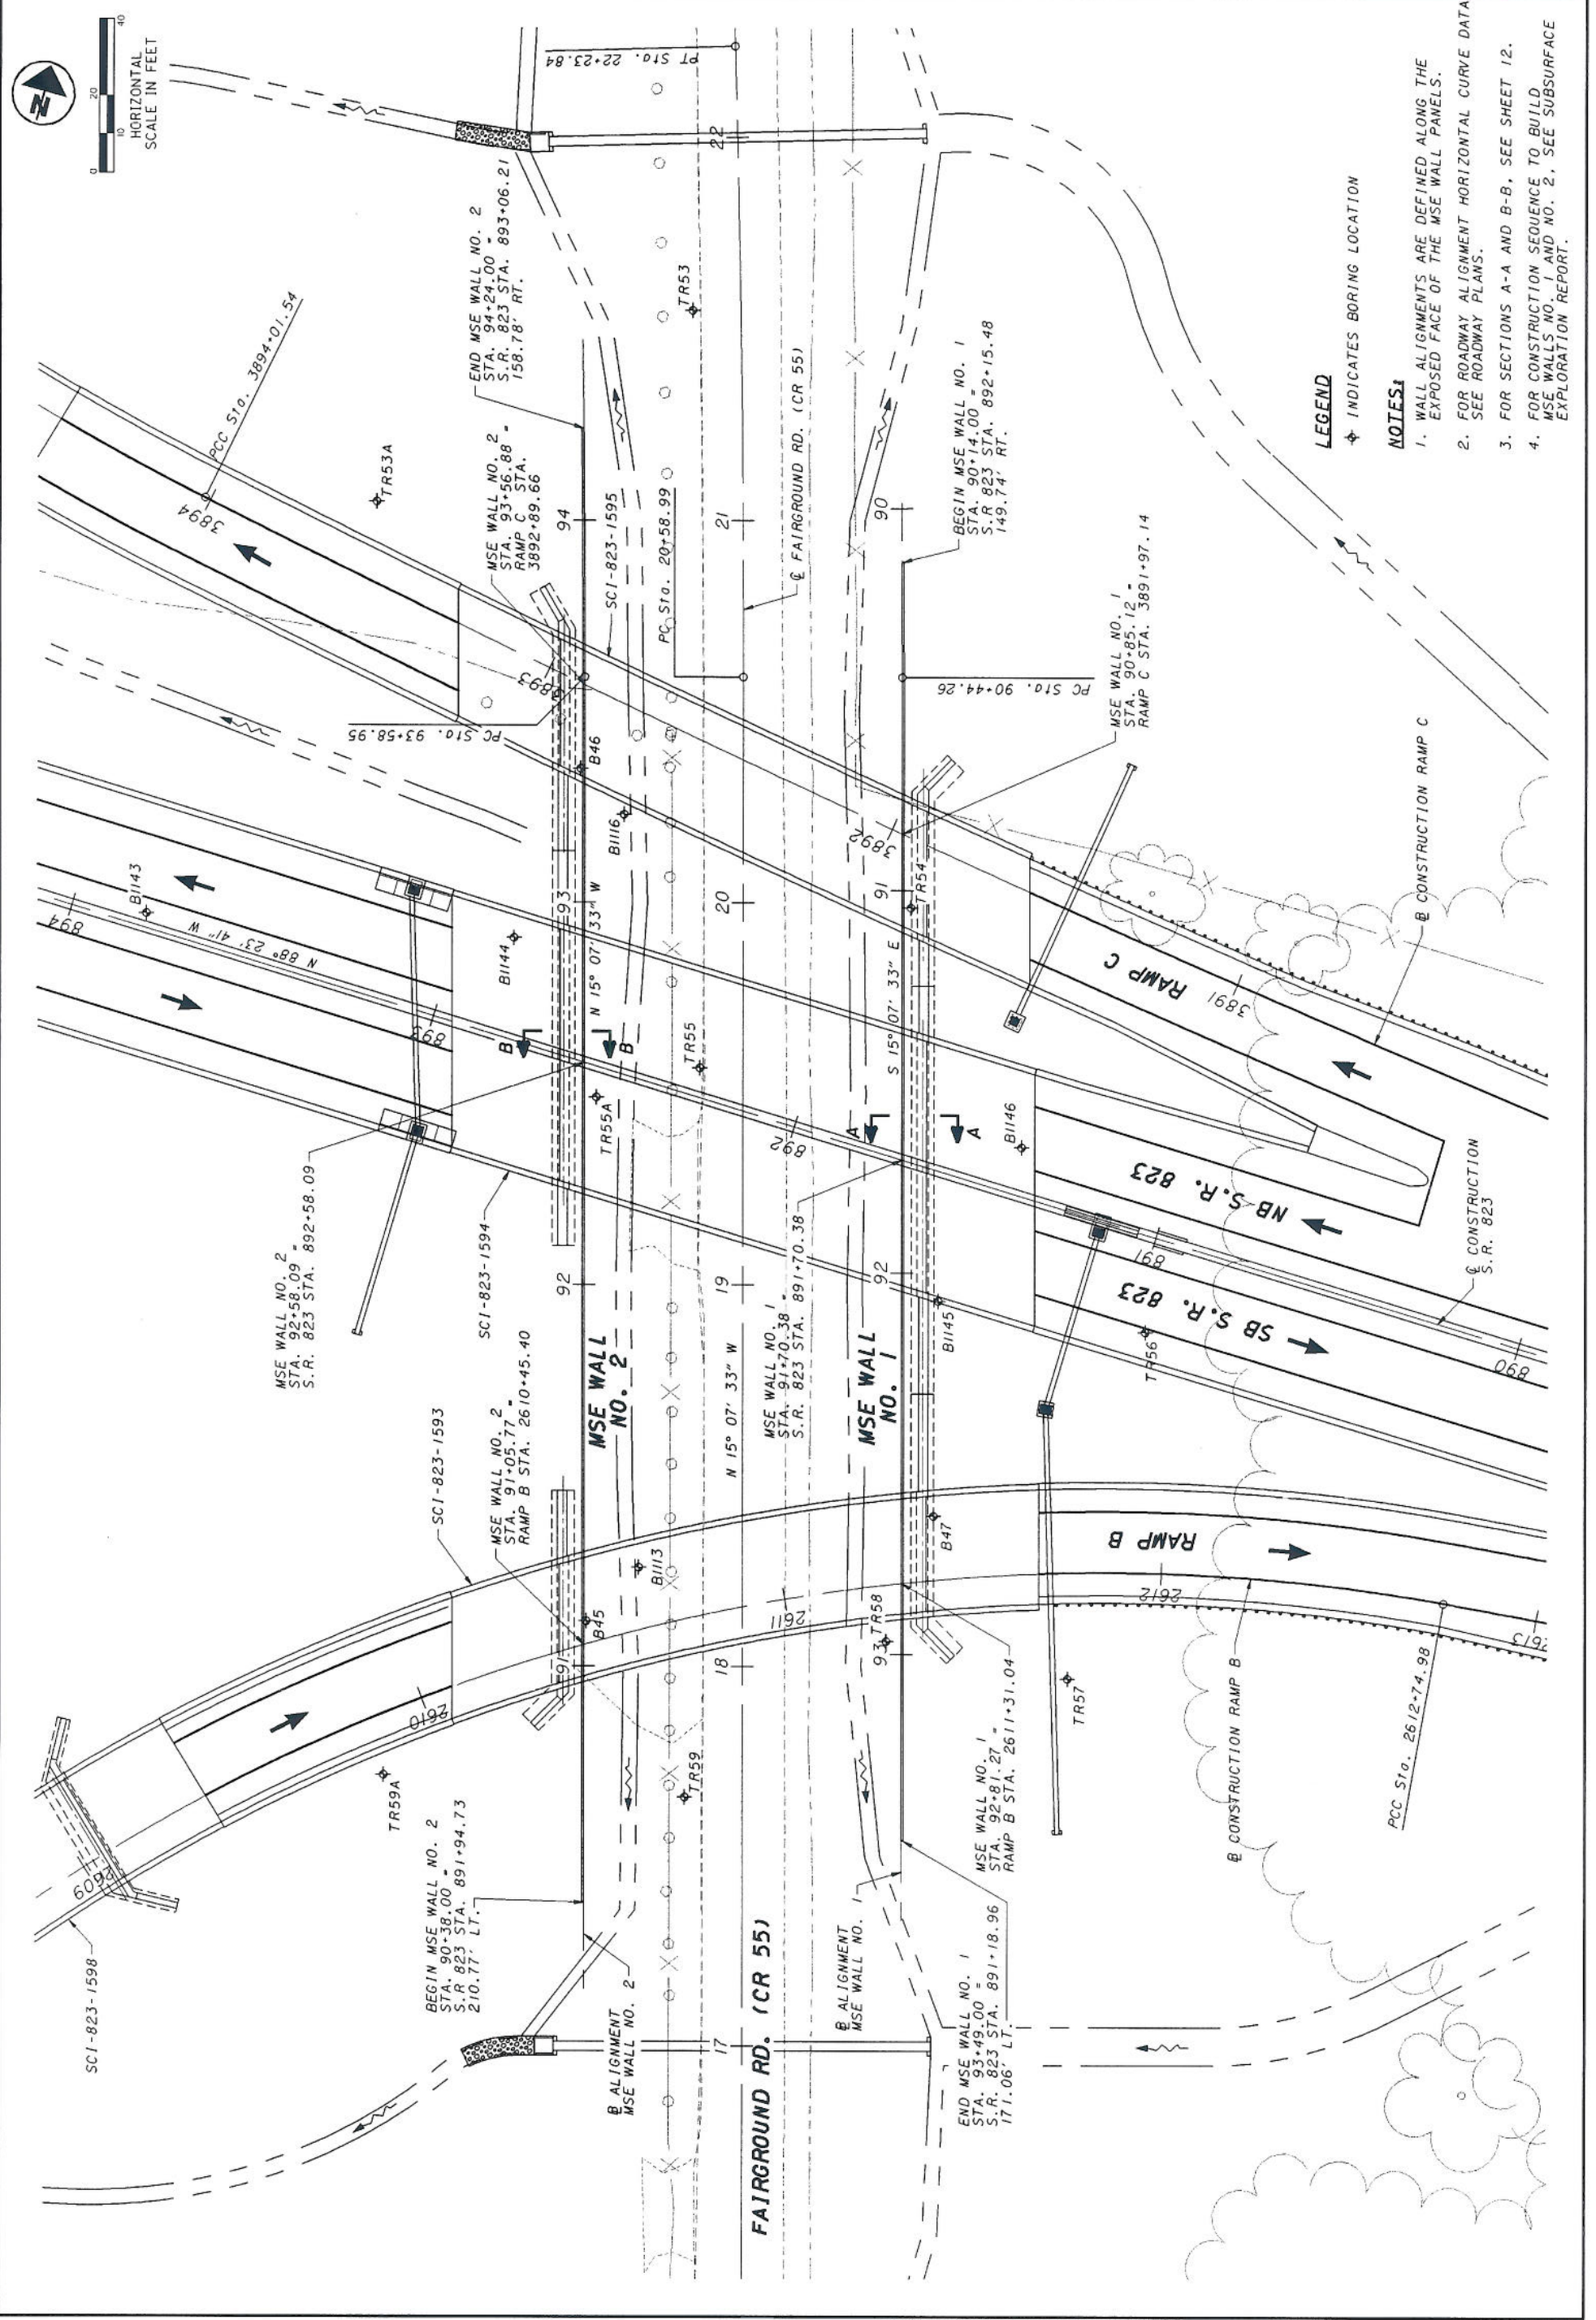 N
0
10
20
40
HORIZONTAL
SCALE IN FEET
PT Sta. 22+23.84
22
END MSE WALL NO. 2
STA. 94+24.00 =
S.R. 823 STA. 893+06.21
158.78' RT.
TR53
PCC Sta. 3894+01.54
3894
TR53A
MSE WALL NO. 2
STA. 93+56.88 =
RAMP C STA.
3892+89.66
94
SCI-823-1595
PC Sta. 20+58.99
21
℄ FAIRGROUND RD. (CR 55)
90
BEGIN MSE WALL NO. 1
STA. 90+14.00 =
S.R 823 STA. 892+15.48
149.74' RT.
3893
PC Sta. 93+58.95
PC Sta. 90+44.26
MSE WALL NO. 1
STA. 90+85.12 =
RAMP C STA. 3891+97.14
B46
B1116
3892
B1143
894
N 88° 23' 41" W
B1144
93
N 15° 07' 33" W
20
91
TR54
S 15° 07' 33" E
RAMP C
3891
℄ CONSTRUCTION RAMP C
893
B
B
TR55
TR55A
892
A
A
B1146
MSE WALL NO. 2
STA. 92+58.09 =
S.R. 823 STA. 892+58.09
SCI-823-1594
92
19
92
MSE WALL NO. 1
STA. 91+70.38 =
S.R. 823 STA. 891+70.38
B1145
NB S.R. 823
891
SB S.R. 823
TR56
℄ CONSTRUCTION
S.R. 823
890
SCI-823-1593
MSE WALL NO. 2
STA. 91+05.77 =
RAMP B STA. 2610+45.40
MSE WALL
NO. 2
N 15° 07' 33" W
MSE WALL
NO. 1
B45
B1113
B47
RAMP B
2612
91
18
2611
93
TR58
2610
TR59A
TR59
TR57
MSE WALL NO. 1
STA. 92+81.27 =
RAMP B STA. 2611+31.04
℄ CONSTRUCTION RAMP B
PCC Sta. 2612+74.98
2613
SCI-823-1598
2609
BEGIN MSE WALL NO. 2
STA. 90+38.00 =
S.R 823 STA. 891+94.73
210.77' LT.
℄ ALIGNMENT
MSE WALL NO. 2
17
FAIRGROUND RD. (CR 55)
℄ ALIGNMENT
MSE WALL NO. 1
END MSE WALL NO. 1
STA. 93+49.00 =
S.R. 823 STA. 891+18.96
171.06' LT.
LEGEND
INDICATES BORING LOCATION
NOTES:
1. WALL ALIGNMENTS ARE DEFINED ALONG THE
EXPOSED FACE OF THE MSE WALL PANELS.
2. FOR ROADWAY ALIGNMENT HORIZONTAL CURVE DATA
SEE ROADWAY PLANS.
3. FOR SECTIONS A-A AND B-B, SEE SHEET 12.
4. FOR CONSTRUCTION SEQUENCE TO BUILD
MSE WALLS NO. 1 AND NO. 2, SEE SUBSURFACE
EXPLORATION REPORT.